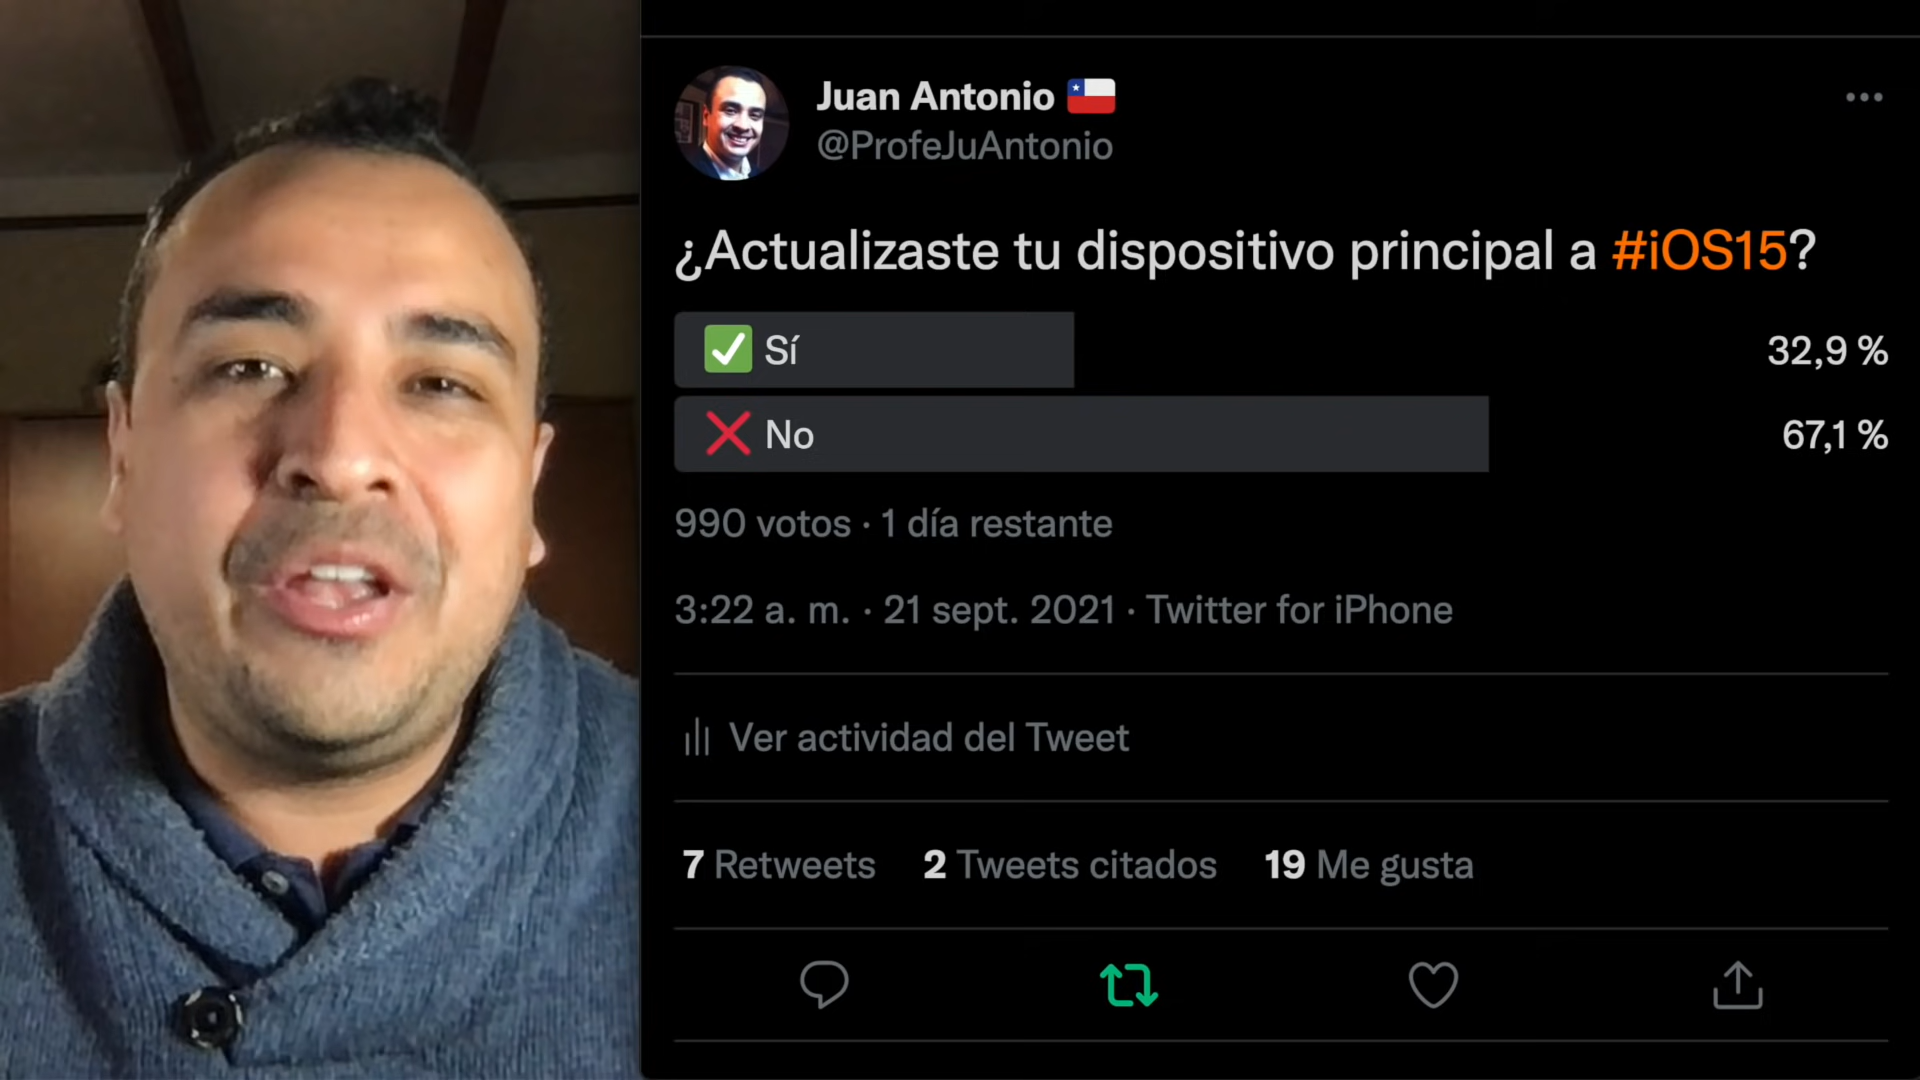 Juan Antonio 🇨🇱
@ProfeJuAntonio
¿Actualizaste tu dispositivo principal a #iOS15?
✅ Sí 32,9 %
❌ No 67,1 %
990 votos · 1 día restante
3:22 a. m. · 21 sept. 2021 · Twitter for iPhone
Ver actividad del Tweet
7 Retweets 2 Tweets citados 19 Me gusta